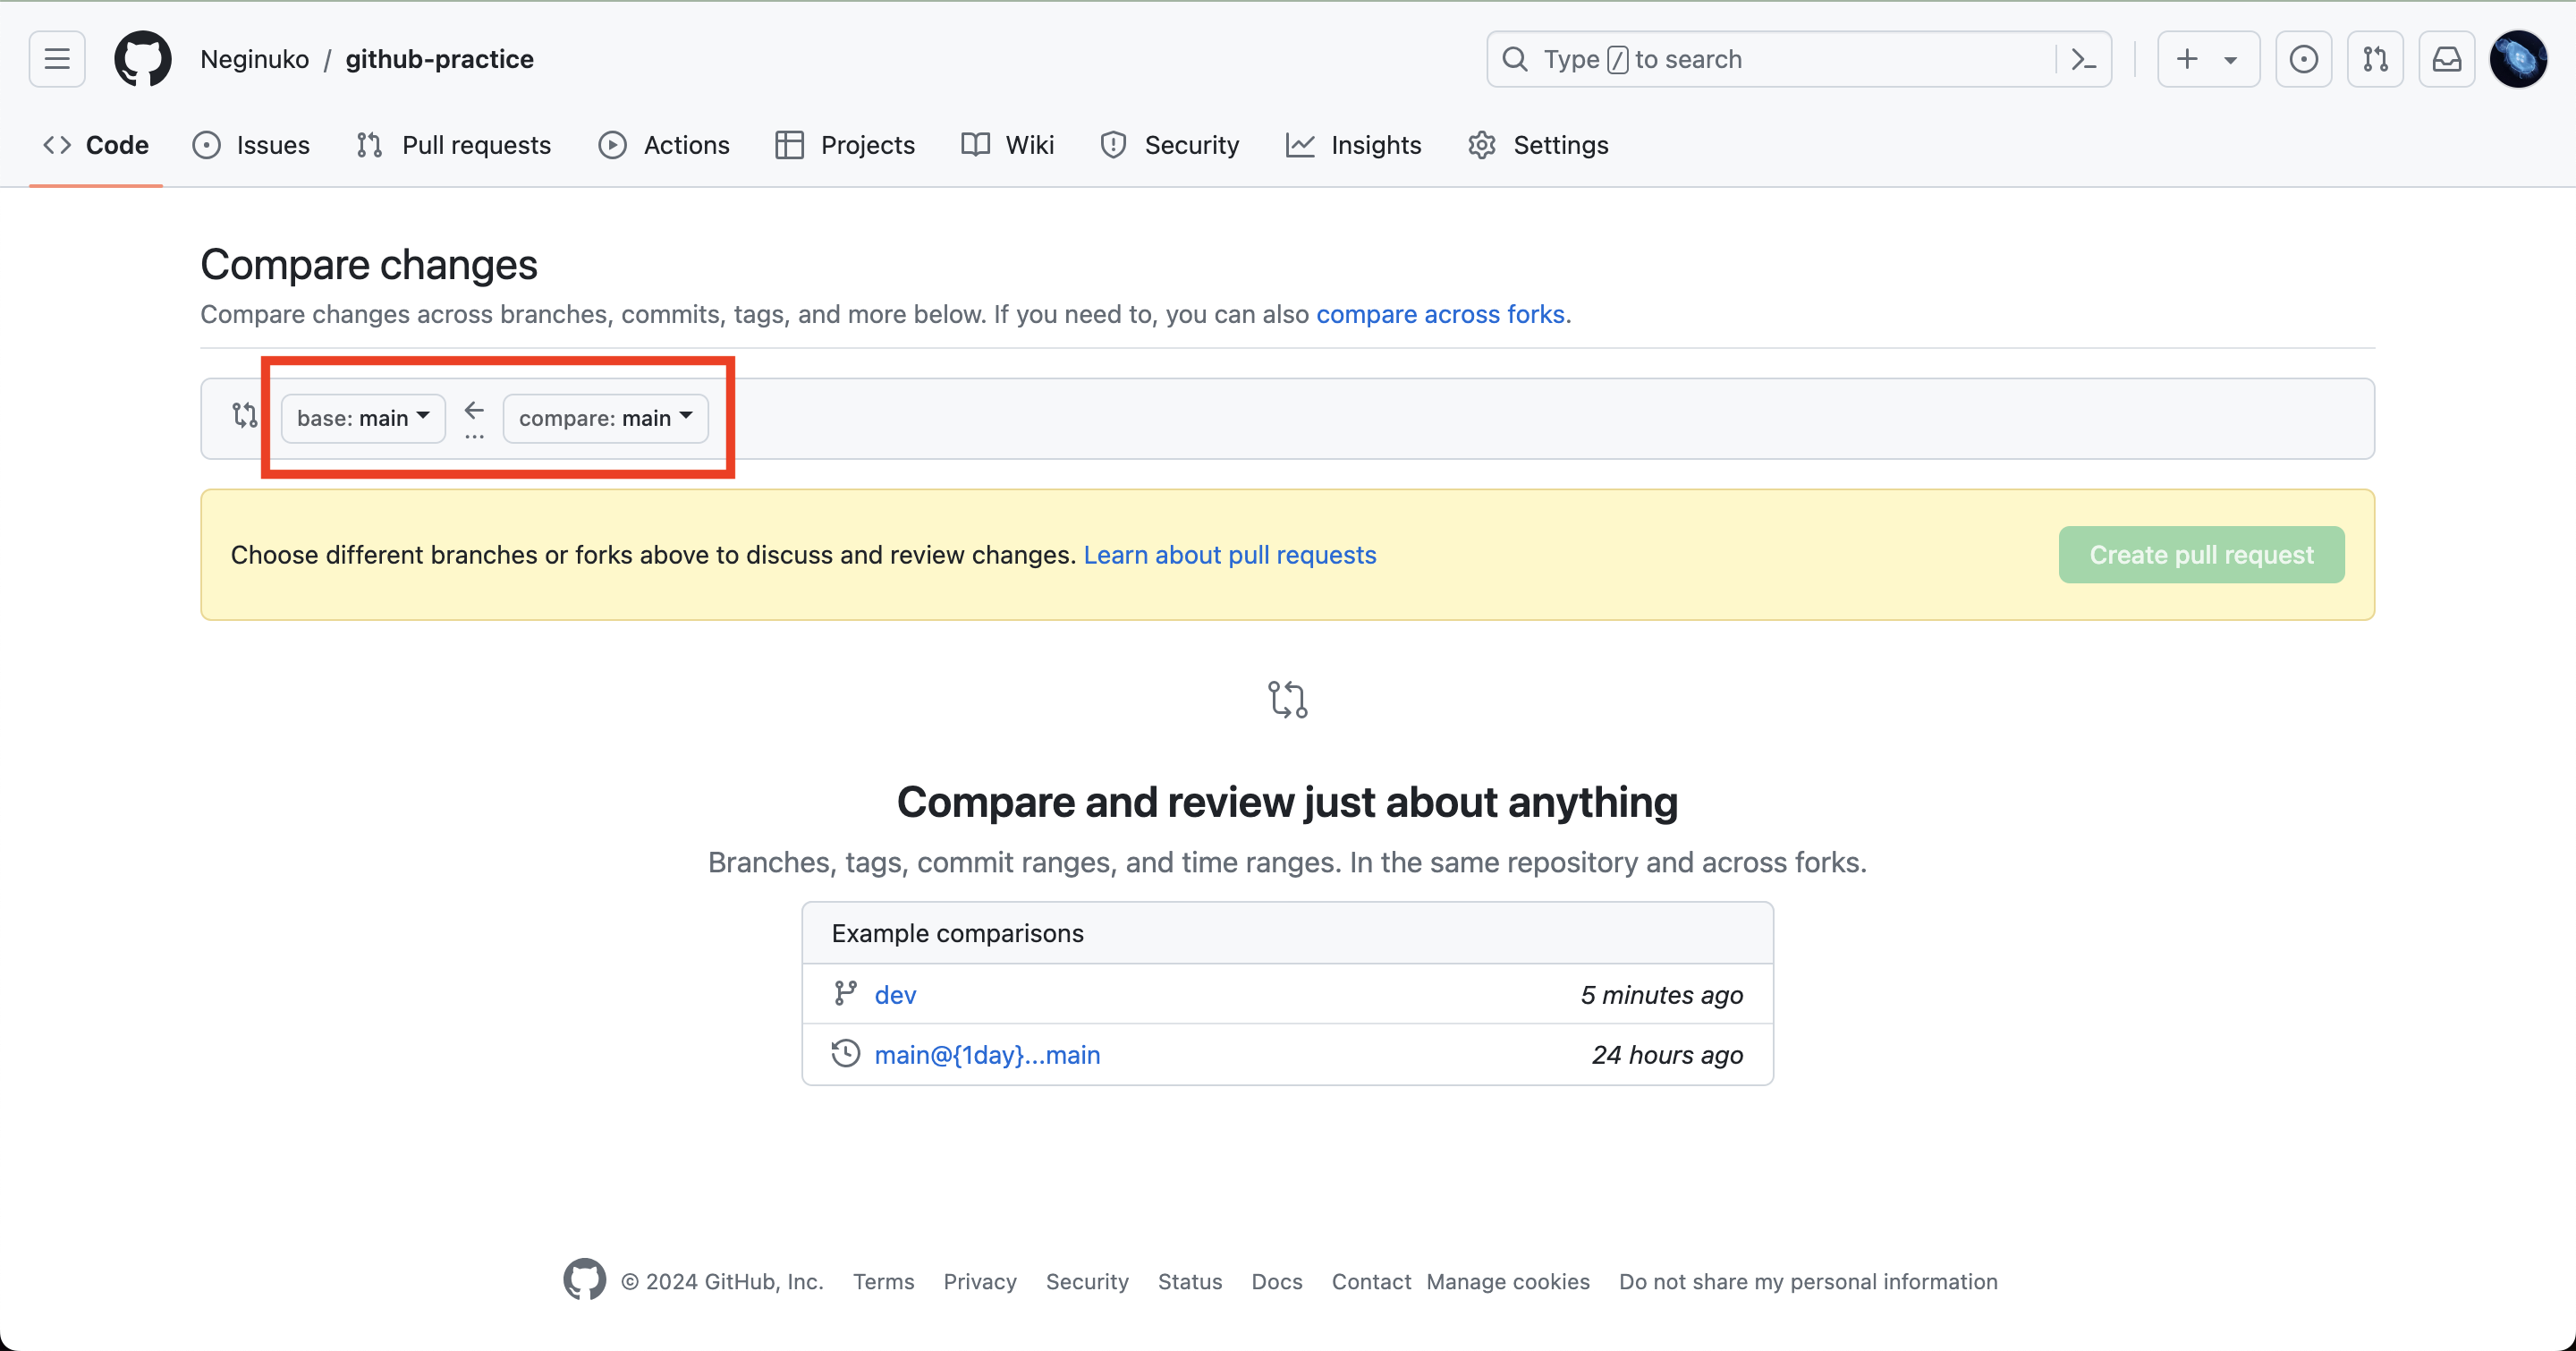 Neginuko / github-practice
Type / to search
Code Issues Pull requests Actions Projects Wiki Security Insights Settings
Compare changes
Compare changes across branches, commits, tags, and more below. If you need to, you can also compare across forks.
base: main ← ... compare: main
Choose different branches or forks above to discuss and review changes. Learn about pull requests
Create pull request
Compare and review just about anything
Branches, tags, commit ranges, and time ranges. In the same repository and across forks.
Example comparisons
dev 5 minutes ago
main@{1day}...main 24 hours ago
© 2024 GitHub, Inc. Terms Privacy Security Status Docs Contact Manage cookies Do not share my personal information